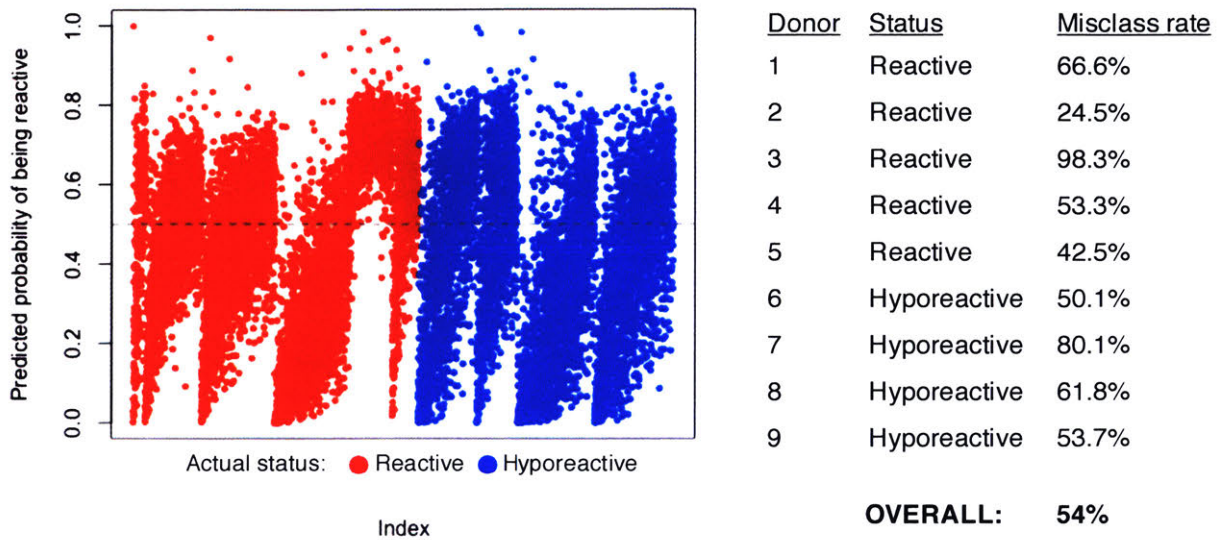 Predicted probability of being reactive
1.0
0.8
0.6
0.4
0.2
0.0
Actual status: Reactive Hyporeactive
Index
Donor Status Misclass rate
1 Reactive 66.6%
2 Reactive 24.5%
3 Reactive 98.3%
4 Reactive 53.3%
5 Reactive 42.5%
6 Hyporeactive 50.1%
7 Hyporeactive 80.1%
8 Hyporeactive 61.8%
9 Hyporeactive 53.7%
OVERALL: 54%